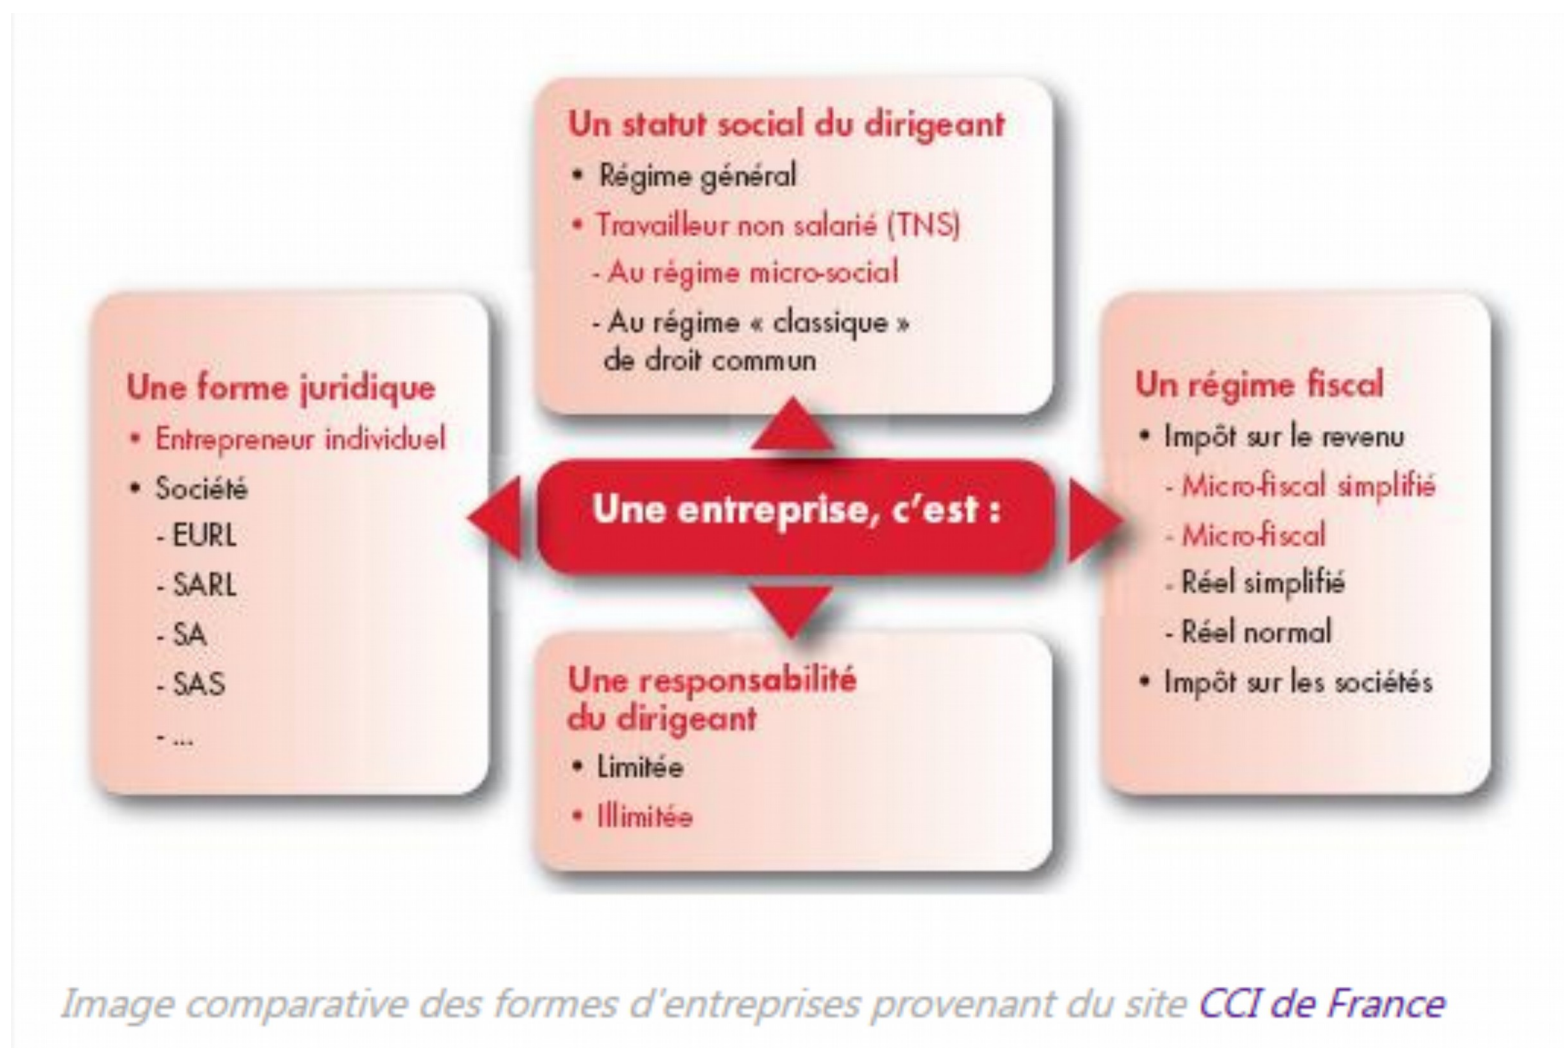 Un statut social du dirigeant
• Régime général
• Travailleur non salarié (TNS)
- Au régime micro-social
- Au régime « classique »
de droit commun
Une forme juridique
• Entrepreneur individuel
• Société
- EURL
- SARL
- SA
- SAS
- ...
Une entreprise, c'est :
Un régime fiscal
• Impôt sur le revenu
- Micro-fiscal simplifié
- Micro-fiscal
- Réel simplifié
- Réel normal
• Impôt sur les sociétés
Une responsabilité
du dirigeant
• Limitée
• Illimitée
Image comparative des formes d'entreprises provenant du site CCI de France